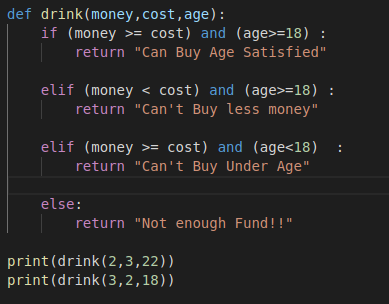 def drink(money,cost,age):
    if (money >= cost) and (age>=18) :
        return "Can Buy Age Satisfied"

    elif (money < cost) and (age>=18) :
        return "Can't Buy less money"

    elif (money >= cost) and (age<18)  :
        return "Can't Buy Under Age"

    else:
        return "Not enough Fund!!"

print(drink(2,3,22))
print(drink(3,2,18))